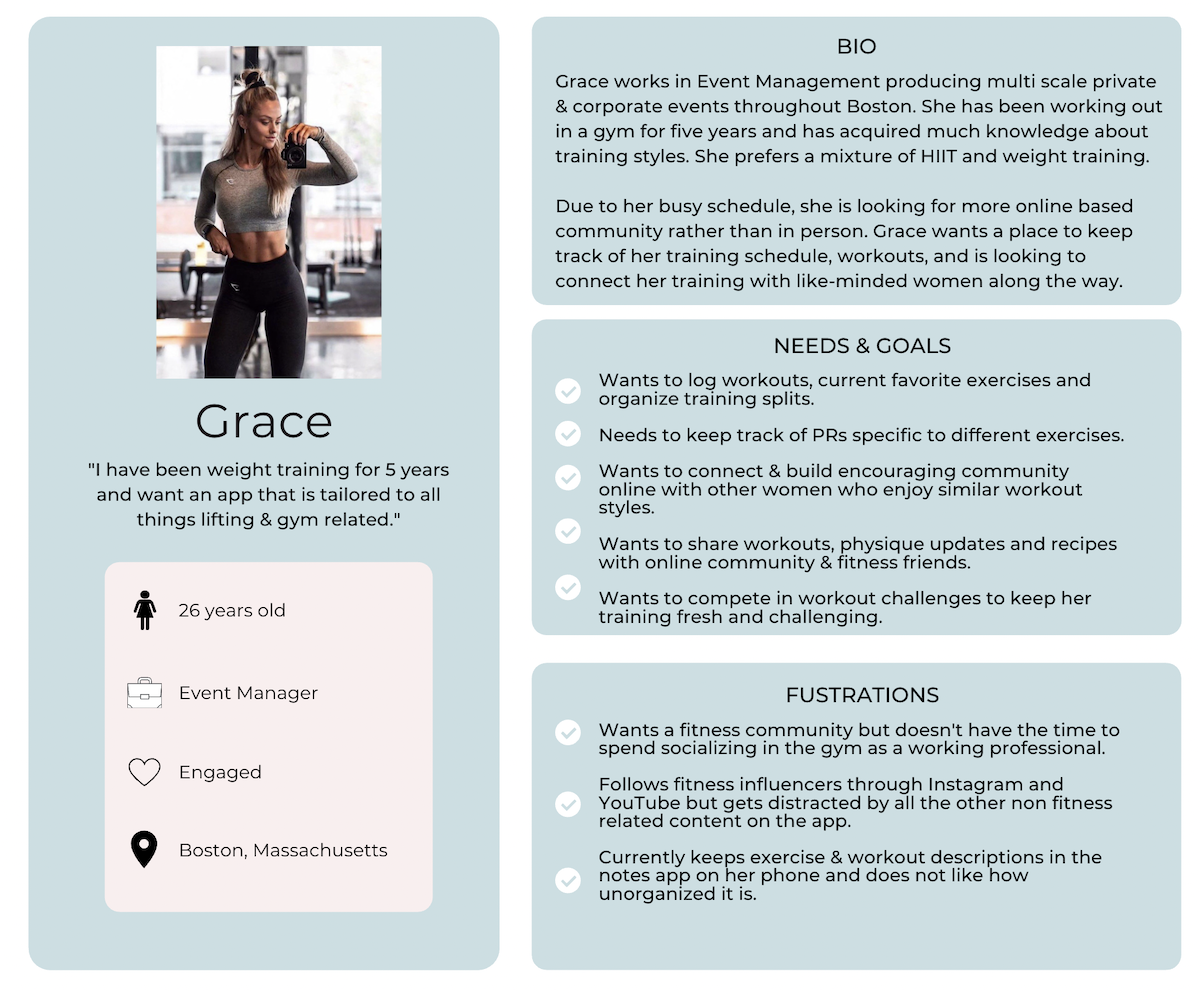 Grace
"I have been weight training for 5 years
and want an app that is tailored to all
things lifting & gym related."
26 years old
Event Manager
Engaged
Boston, Massachusetts
BIO
Grace works in Event Management producing multi scale private
& corporate events throughout Boston. She has been working out
in a gym for five years and has acquired much knowledge about
training styles. She prefers a mixture of HIIT and weight training.
Due to her busy schedule, she is looking for more online based
community rather than in person. Grace wants a place to keep
track of her training schedule, workouts, and is looking to
connect her training with like-minded women along the way.
NEEDS & GOALS
Wants to log workouts, current favorite exercises and
organize training splits.
Needs to keep track of PRs specific to different exercises.
Wants to connect & build encouraging community
online with other women who enjoy similar workout
styles.
Wants to share workouts, physique updates and recipes
with online community & fitness friends.
Wants to compete in workout challenges to keep her
training fresh and challenging.
FUSTRATIONS
Wants a fitness community but doesn't have the time to
spend socializing in the gym as a working professional.
Follows fitness influencers through Instagram and
YouTube but gets distracted by all the other non fitness
related content on the app.
Currently keeps exercise & workout descriptions in the
notes app on her phone and does not like how
unorganized it is.